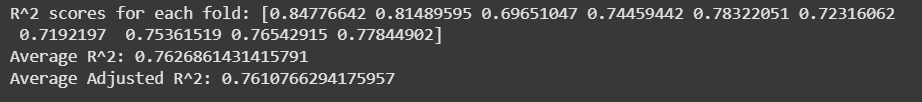 R^2 scores for each fold: [0.84776642 0.81489595 0.69651047 0.74459442 0.78322051 0.72316062
 0.7192197  0.75361519 0.76542915 0.77844902]
Average R^2: 0.7626861431415791
Average Adjusted R^2: 0.7610766294175957